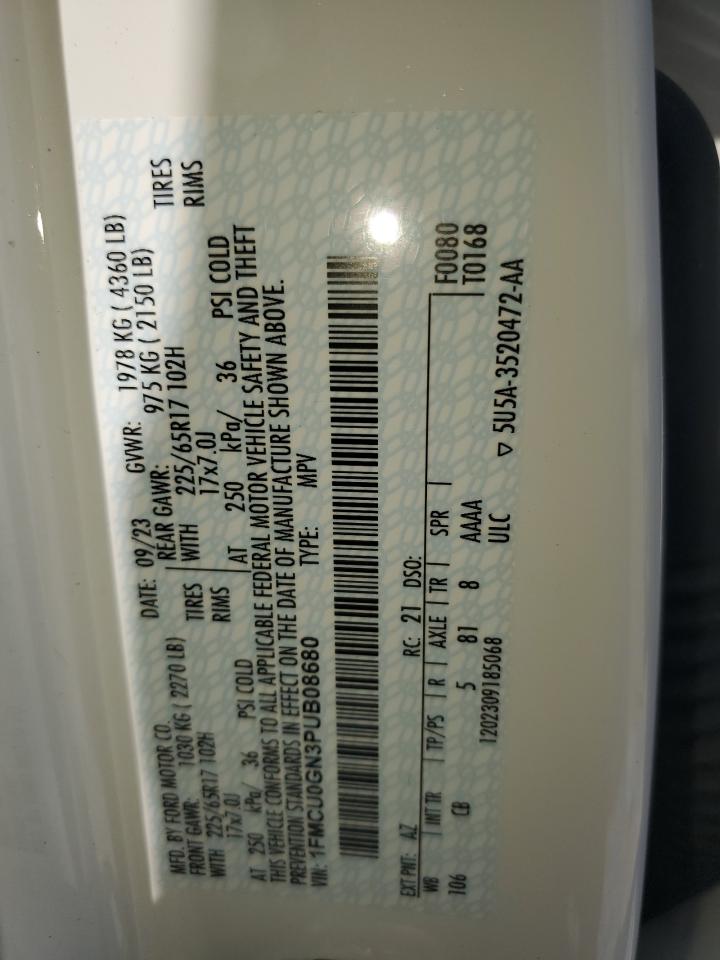 MFD. BY FORD MOTOR CO.
DATE: 09/23 GVWR: 1978 KG ( 4360 LB)
FRONT GAWR: 1030 KG ( 2270 LB) REAR GAWR: 975 KG ( 2150 LB)
WITH 225/65R17 102H TIRES WITH 225/65R17 102H TIRES
17x7.0J RIMS 17x7.0J RIMS
AT 250 kPa/ 36 PSI COLD AT 250 kPa/ 36 PSI COLD
THIS VEHICLE CONFORMS TO ALL APPLICABLE FEDERAL MOTOR VEHICLE SAFETY AND THEFT
PREVENTION STANDARDS IN EFFECT ON THE DATE OF MANUFACTURE SHOWN ABOVE.
VIN: 1FMCU0GN3PUB08680 TYPE: MPV
EXT PNT: AZ RC: 21 DSO:
WB INT TR TP/PS R AXLE TR SPR F0080
106 CB 5 81 8 AAAA T0168
1202309185068 ULC ▽ 5U5A-3520472-AA